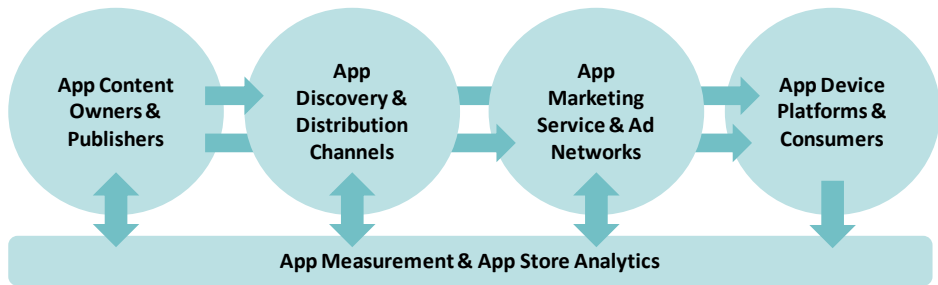 App Content
Owners &
Publishers
App
Discovery &
Distribution
Channels
App
Marketing
Service & Ad
Networks
App Device
Platforms &
Consumers
App Measurement & App Store Analytics